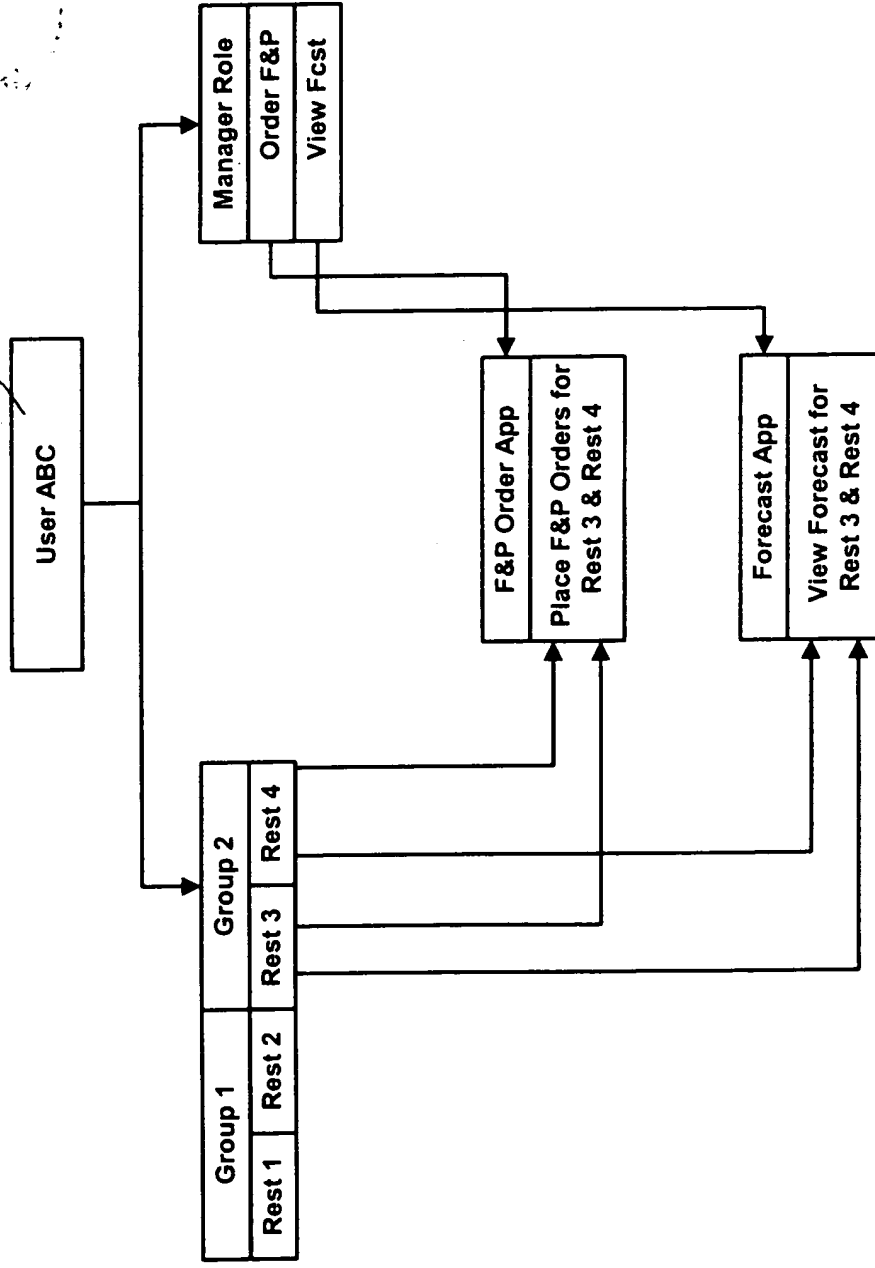 User ABC
Group 1
Group 2
Rest 1
Rest 2
Rest 3
Rest 4
Manager Role
Order F&P
View Fcst
F&P Order App
Place F&P Orders for
Rest 3 & Rest 4
Forecast App
View Forecast for
Rest 3 & Rest 4